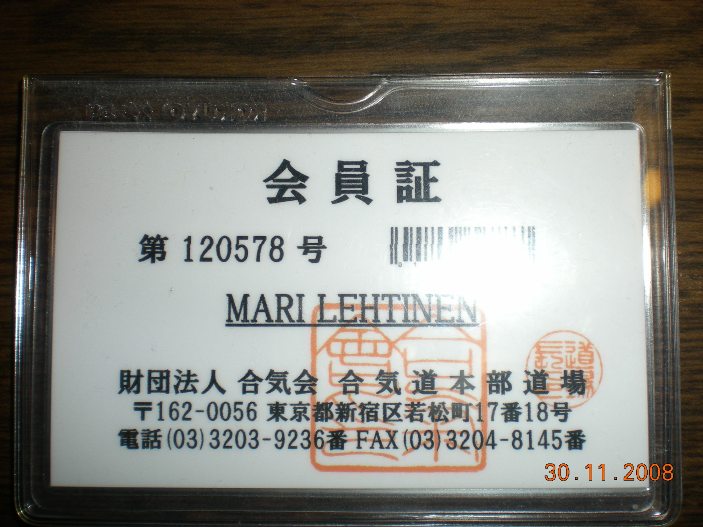 会員証
第 120578 号
MARI LEHTINEN
財団法人 合気会 合気道本部道場
〒162-0056 東京都新宿区若松町17番18号
電話(03)3203-9236番 FAX(03)3204-8145番
30.11.2008